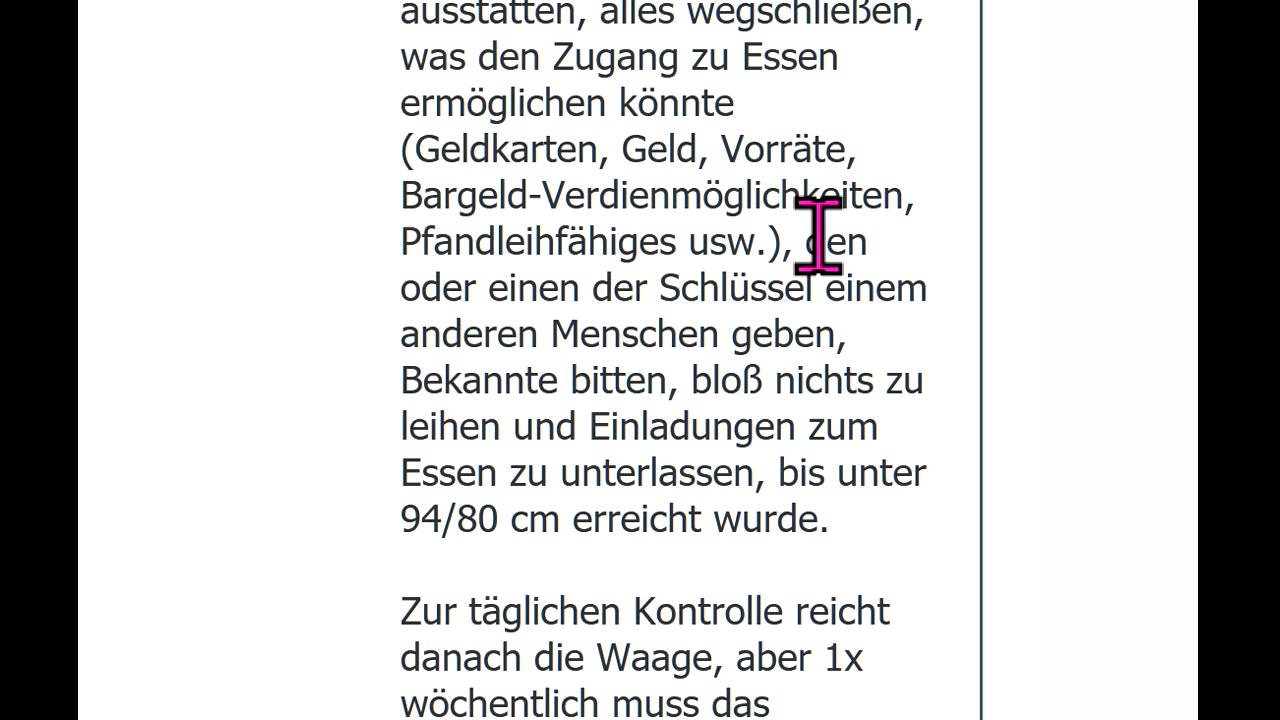 ausstatten, alles wegschließen,
was den Zugang zu Essen
ermöglichen könnte
(Geldkarten, Geld, Vorräte,
Bargeld-Verdienmöglichkeiten,
Pfandleihfähiges usw.), den
oder einen der Schlüssel einem
anderen Menschen geben,
Bekannte bitten, bloß nichts zu
leihen und Einladungen zum
Essen zu unterlassen, bis unter
94/80 cm erreicht wurde.
Zur täglichen Kontrolle reicht
danach die Waage, aber 1x
wöchentlich muss das